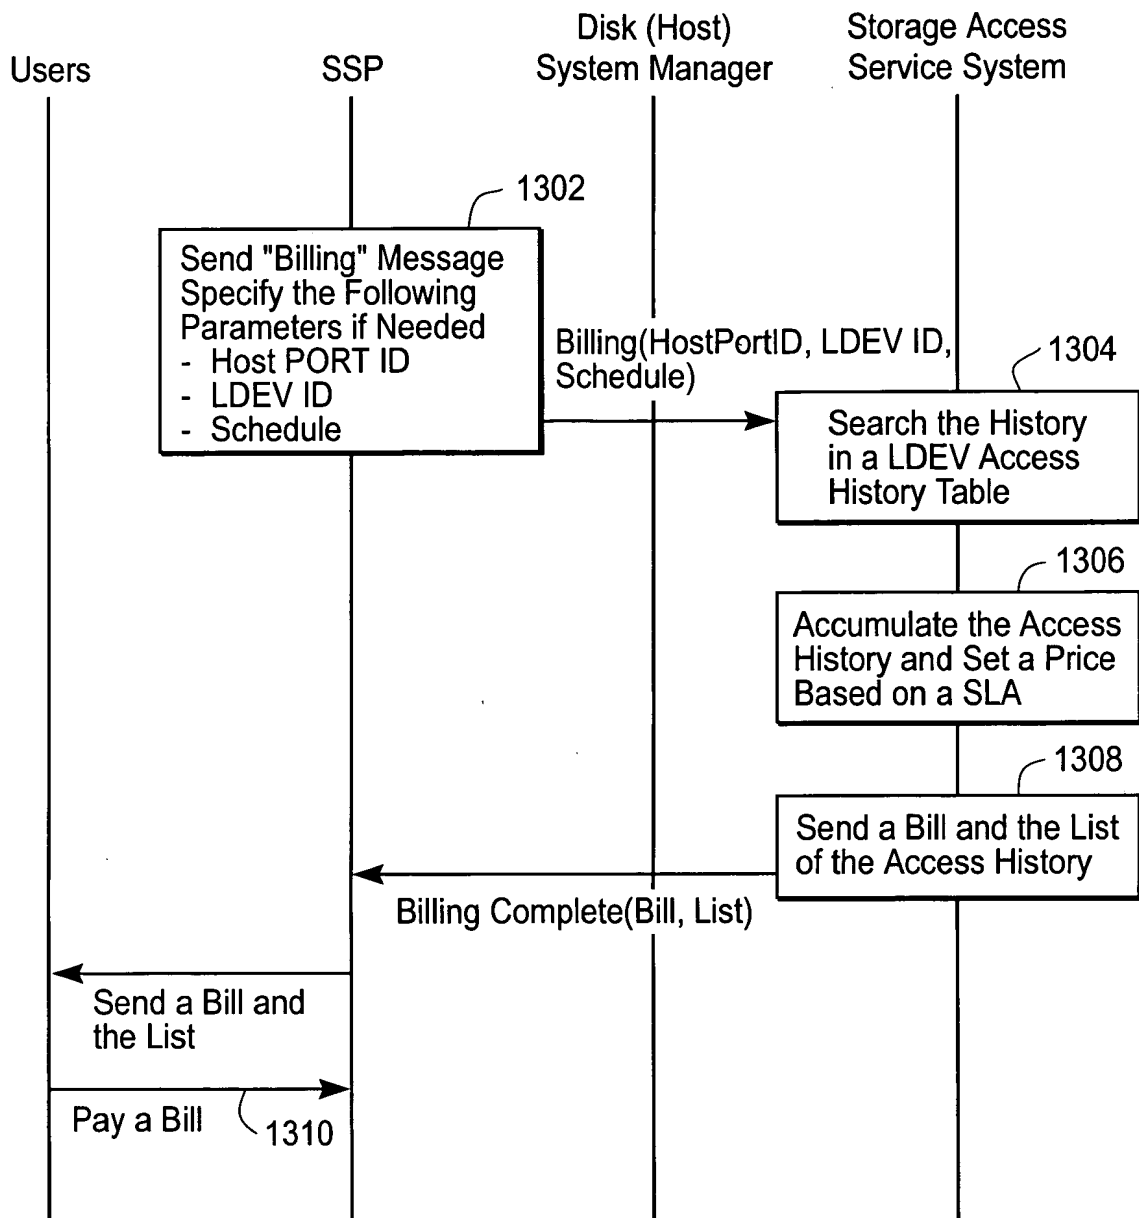 Users
SSP
Disk (Host)
System Manager
Storage Access
Service System
1302
Send "Billing" Message
Specify the Following
Parameters if Needed
- Host PORT ID
- LDEV ID
- Schedule
Billing(HostPortID, LDEV ID,
Schedule)
1304
Search the History
in a LDEV Access
History Table
1306
Accumulate the Access
History and Set a Price
Based on a SLA
1308
Send a Bill and the List
of the Access History
Billing Complete(Bill, List)
Send a Bill and
the List
Pay a Bill
1310